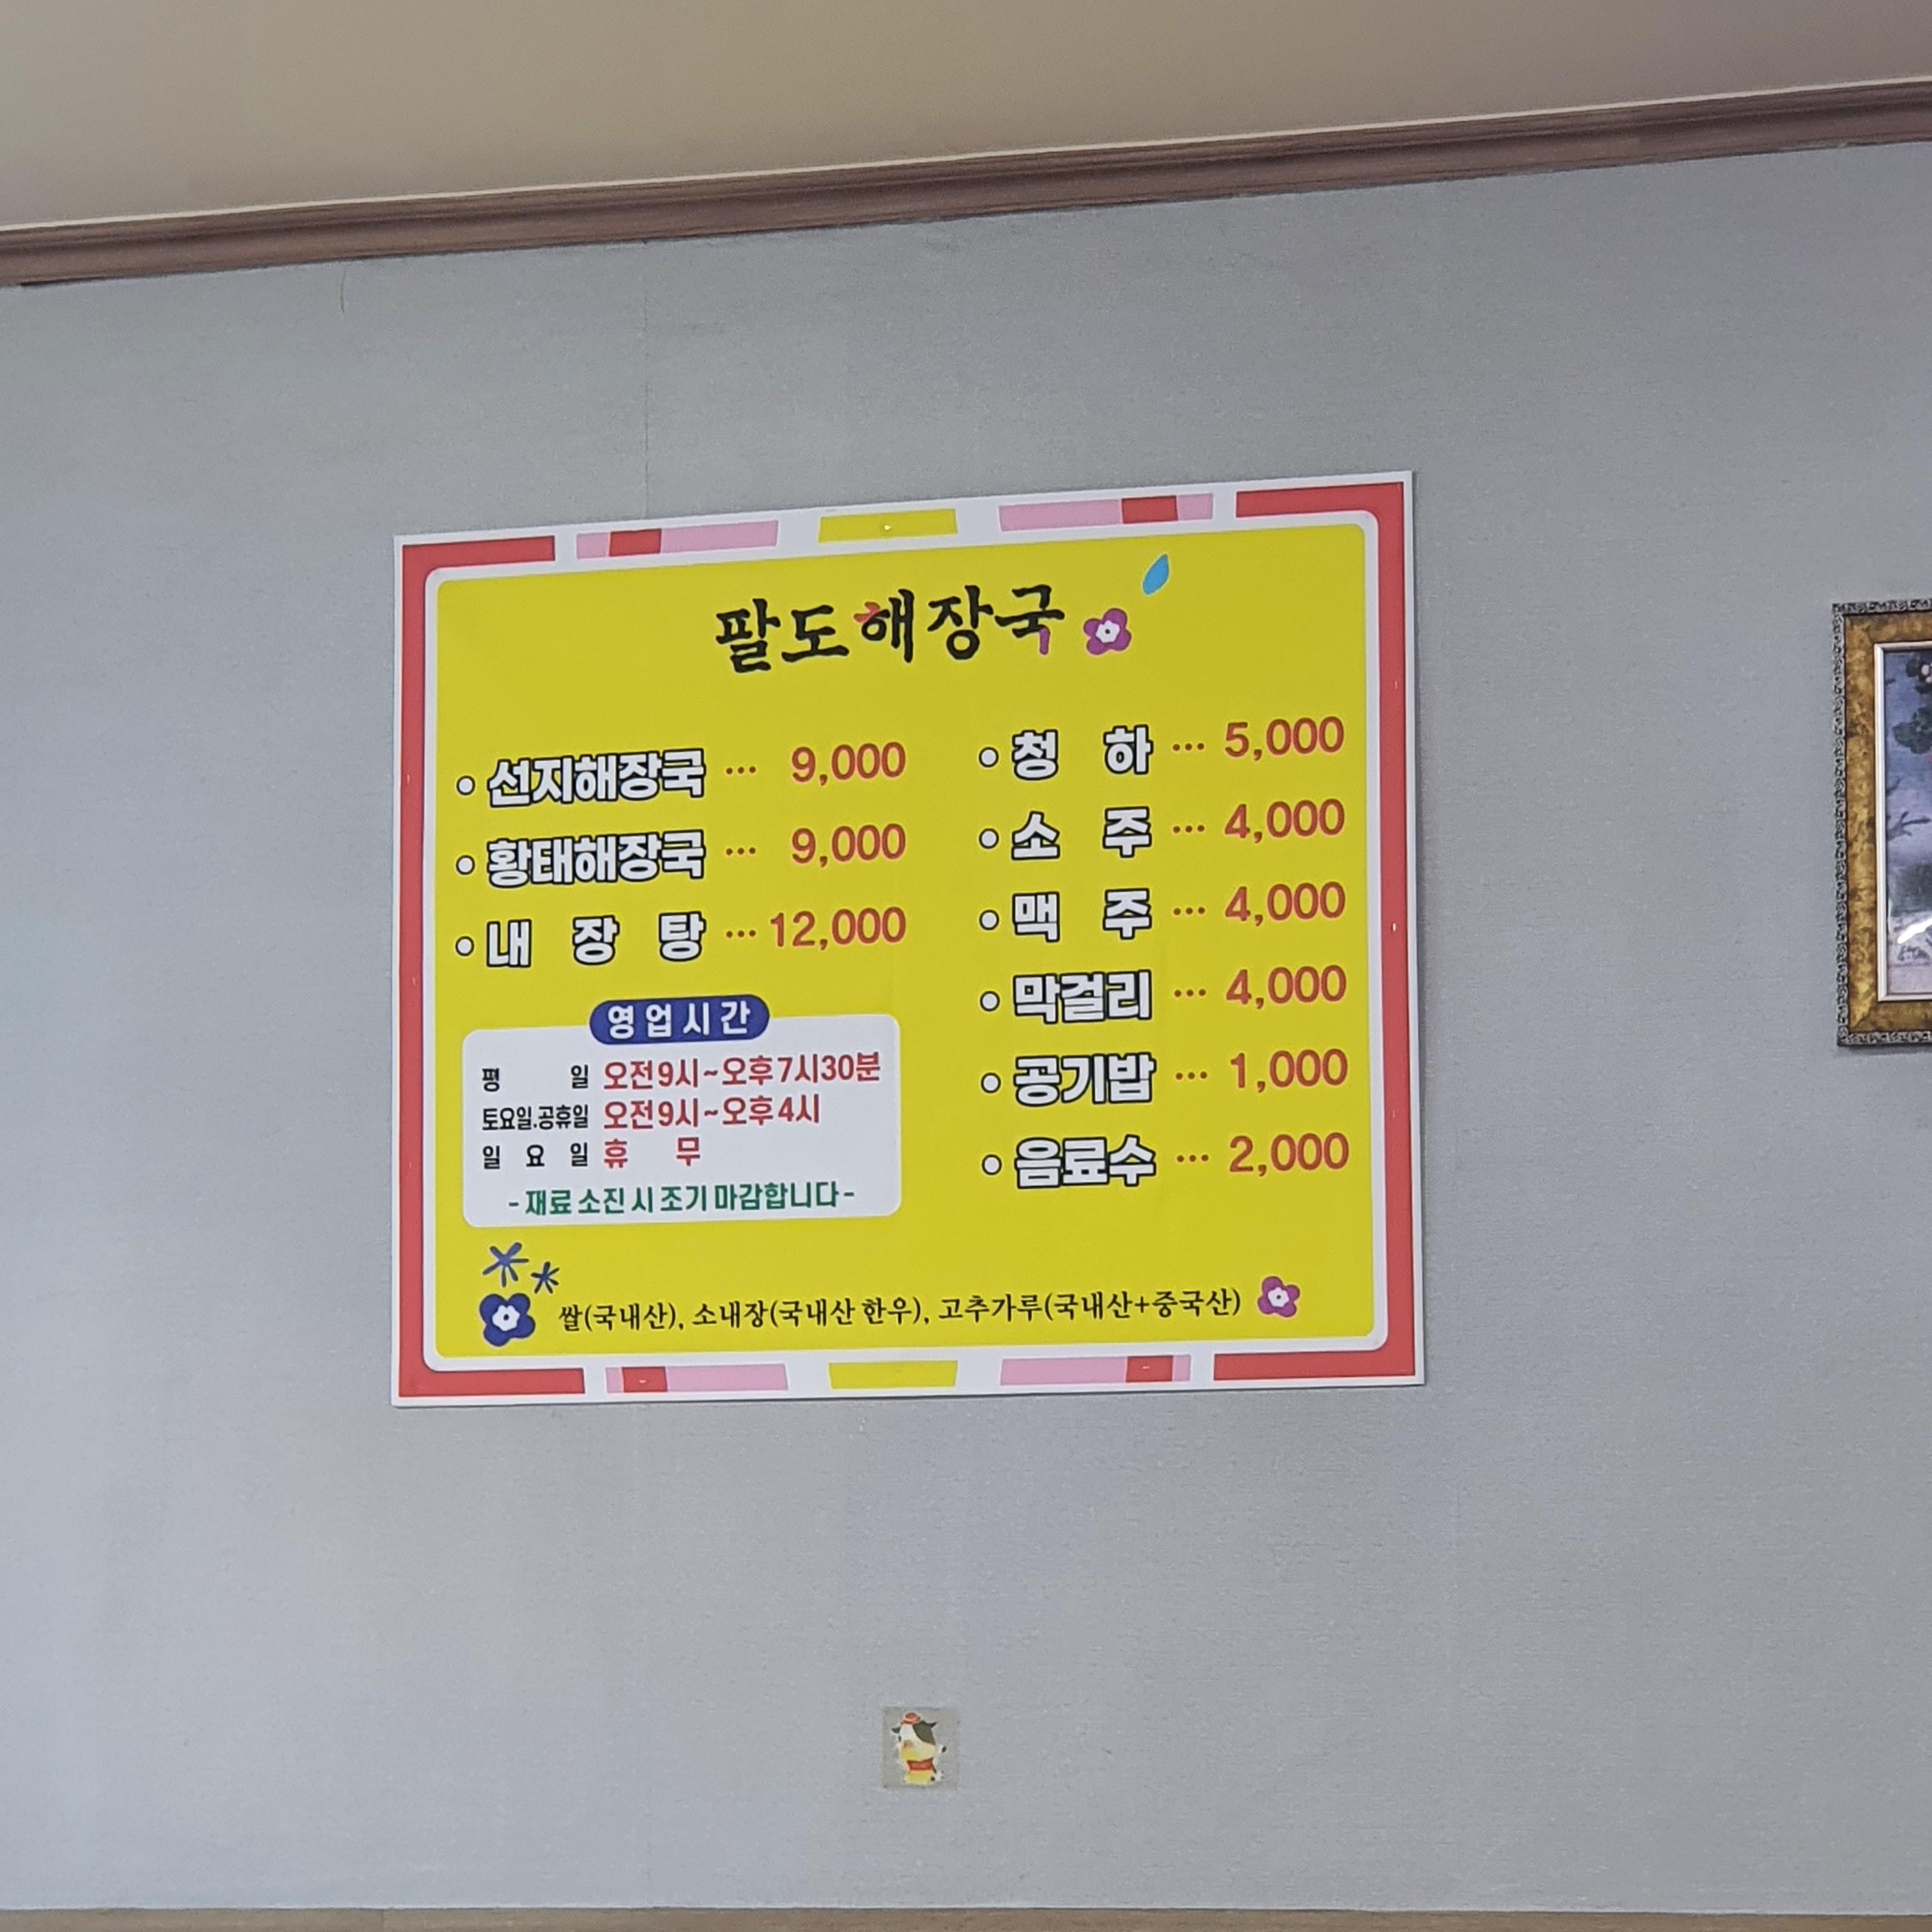 팔도해장국
• 선지해장국 ··· 9,000
• 황태해장국 ··· 9,000
• 내 장 탕 ··· 12,000
• 청 하 ··· 5,000
• 소 주 ··· 4,000
• 맥 주 ··· 4,000
• 막걸리 ··· 4,000
• 공기밥 ··· 1,000
• 음료수 ··· 2,000
영업시간
평 일 오전9시~오후7시30분
토요일.공휴일 오전9시~오후4시
일 요 일 휴 무
-재료 소진 시 조기 마감합니다-
쌀(국내산), 소내장(국내산 한우), 고추가루(국내산+중국산)